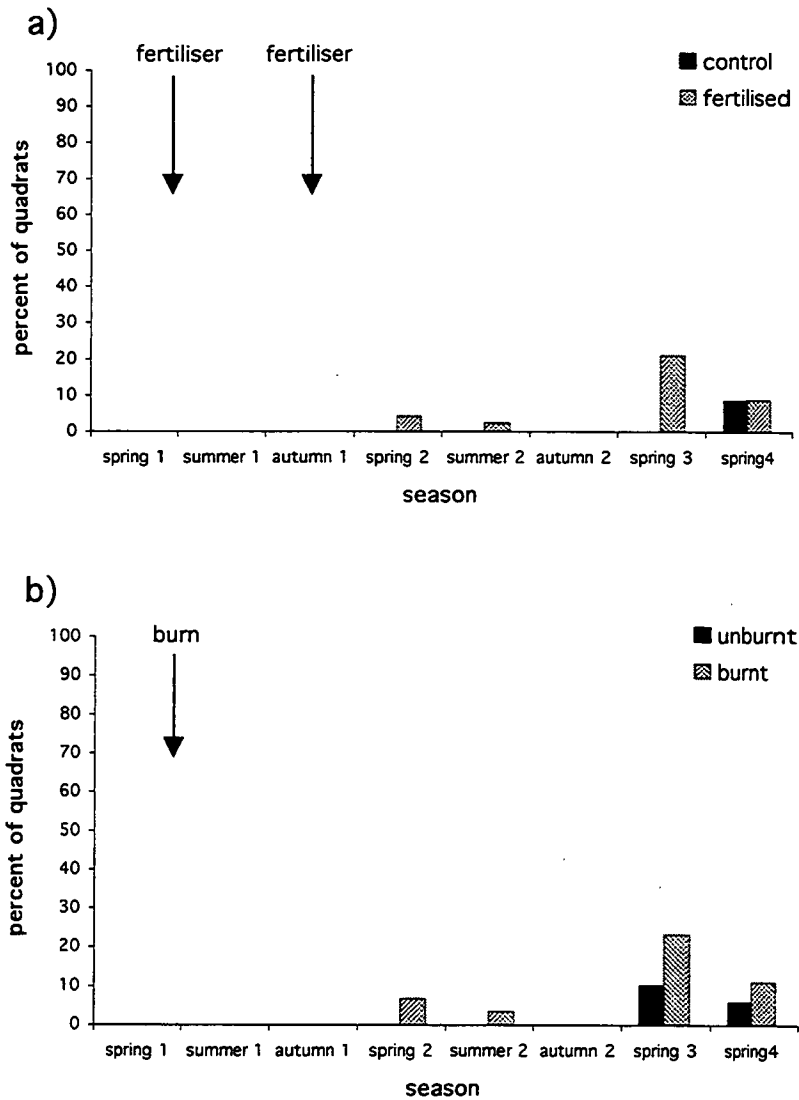 a)
fertiliser fertiliser
control
fertilised
percent of quadrats
100
90
80
70
60
50
40
30
20
10
0
spring 1 summer 1 autumn 1 spring 2 summer 2 autumn 2 spring 3 spring4
season
b)
burn
unburnt
burnt
percent of quadrats
100
90
80
70
60
50
40
30
20
10
0
spring 1 summer 1 autumn 1 spring 2 summer 2 autumn 2 spring 3 spring4
season